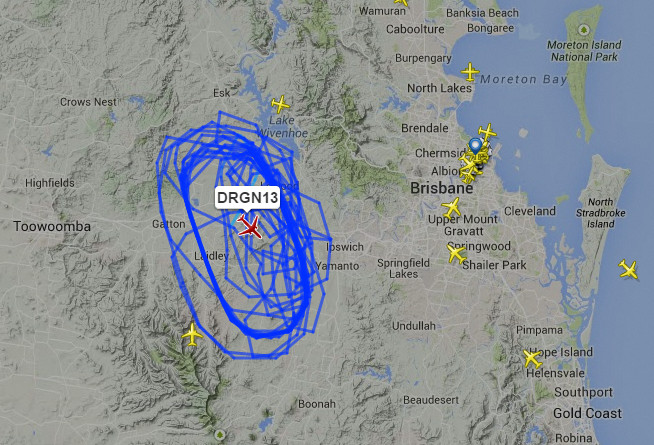 Wamuran
Banksia Beach
Caboolture
Bongaree
Moreton Island
National Park
Burpengary
Moreton Bay
North Lakes
Esk
Crows Nest
Lake
Wivenhoe
Brendale
Chermside
Albion
Brisbane
Highfields
DRGN13
North
Stradbroke
Island
Cleveland
Gatton
Upper Mount
Gravatt
Toowoomba
Ipswich
Springwood
Laidley
Yamanto
Springfield
Lakes
Shailer Park
Undullah
Pimpama
Hope Island
Helensvale
Boonah
Beaudesert
Southport
Gold Coast
Robina